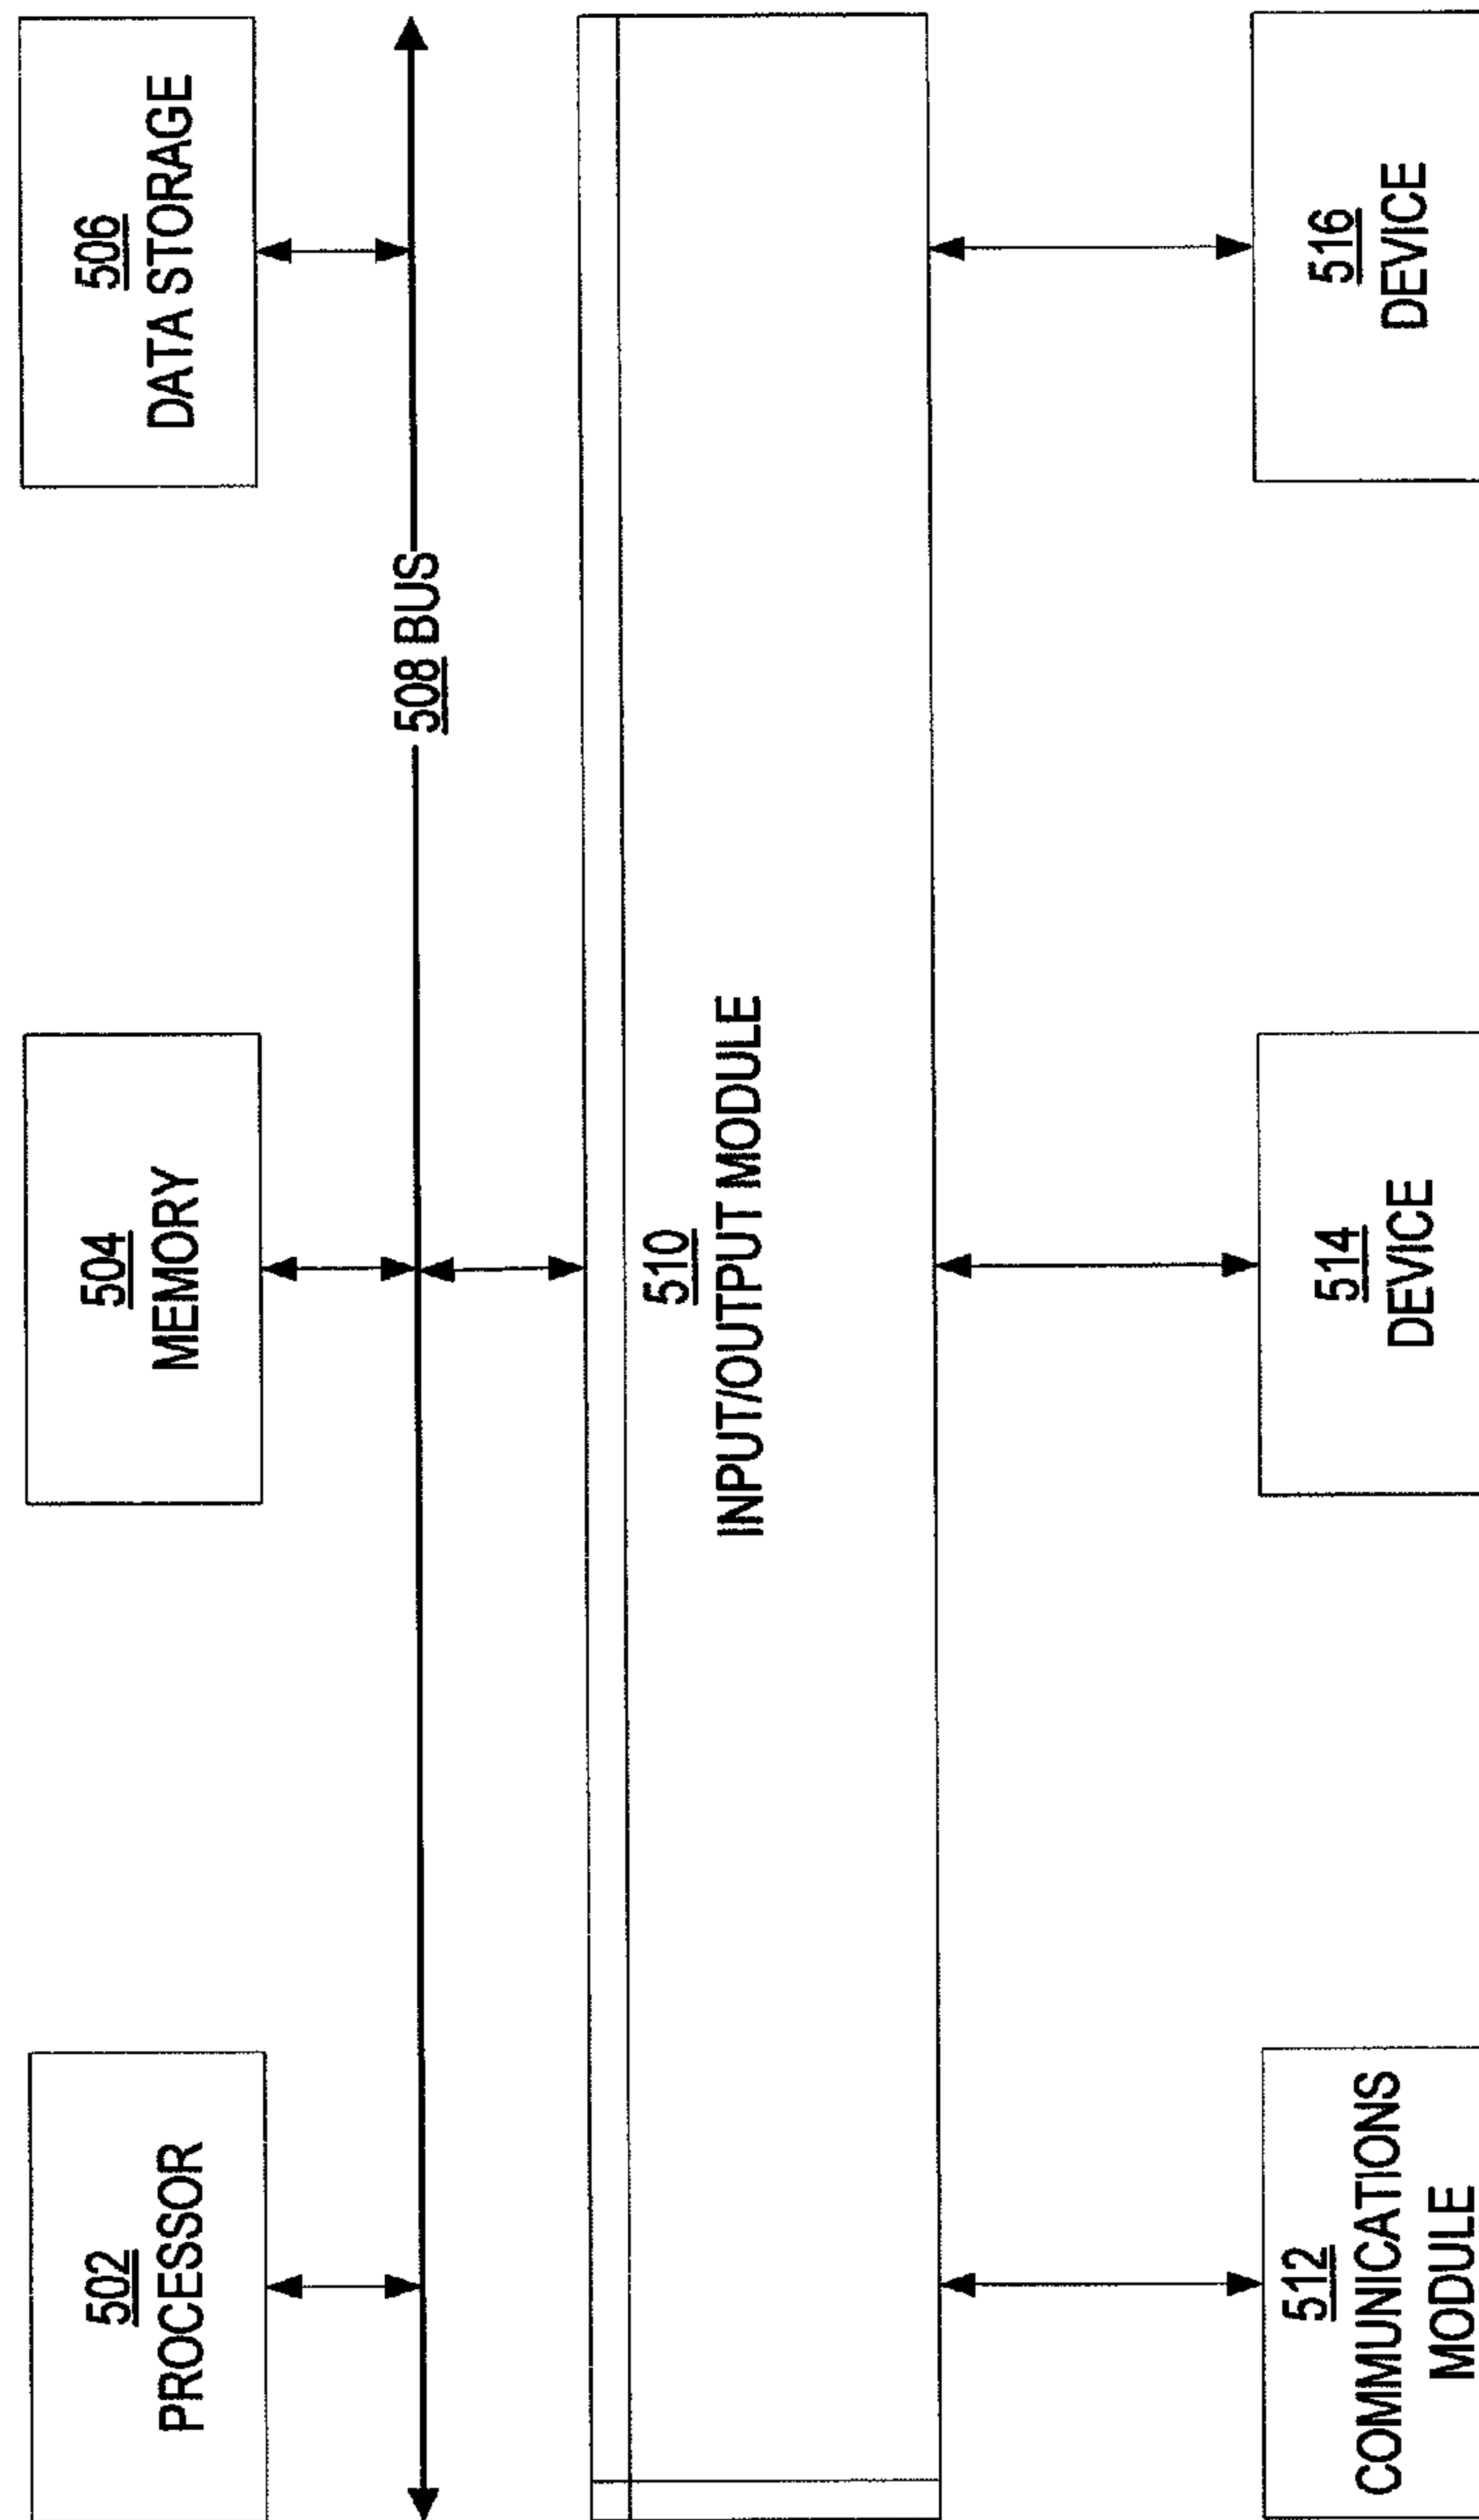 502
PROCESSOR
504
MEMORY
506
DATA STORAGE
508 BUS
510
INPUT/OUTPUT MODULE
512
COMMUNICATIONS
MODULE
514
DEVICE
516
DEVICE